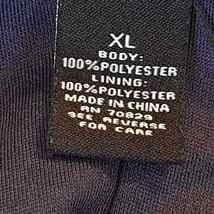 XL
BODY:
100%POLYESTER
LINING:
100%POLYESTER
MADE IN CHINA
RN 70829
SEE REVERSE
FOR CARE